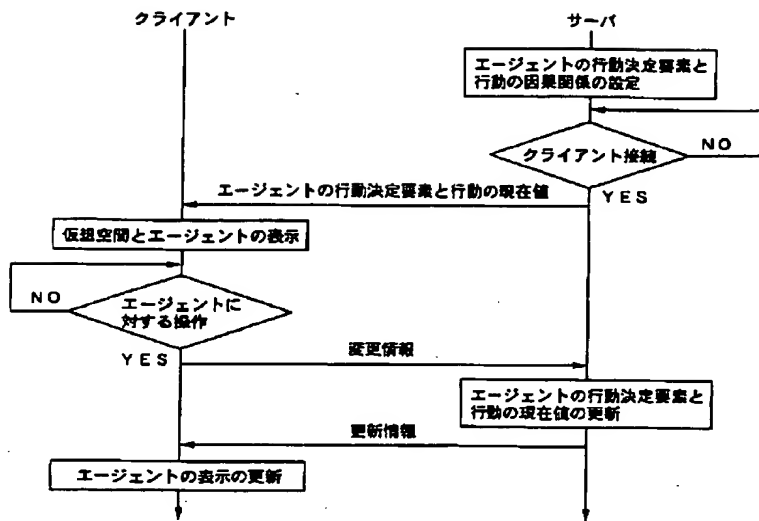 クライアント
サーバ
エージェントの行動決定要素と
行動の因果関係の設定
クライアント接続
NO
YES
エージェントの行動決定要素と行動の現在値
仮想空間とエージェントの表示
エージェントに
対する操作
NO
YES
変更情報
エージェントの行動決定要素と
行動の現在値の更新
更新情報
エージェントの表示の更新